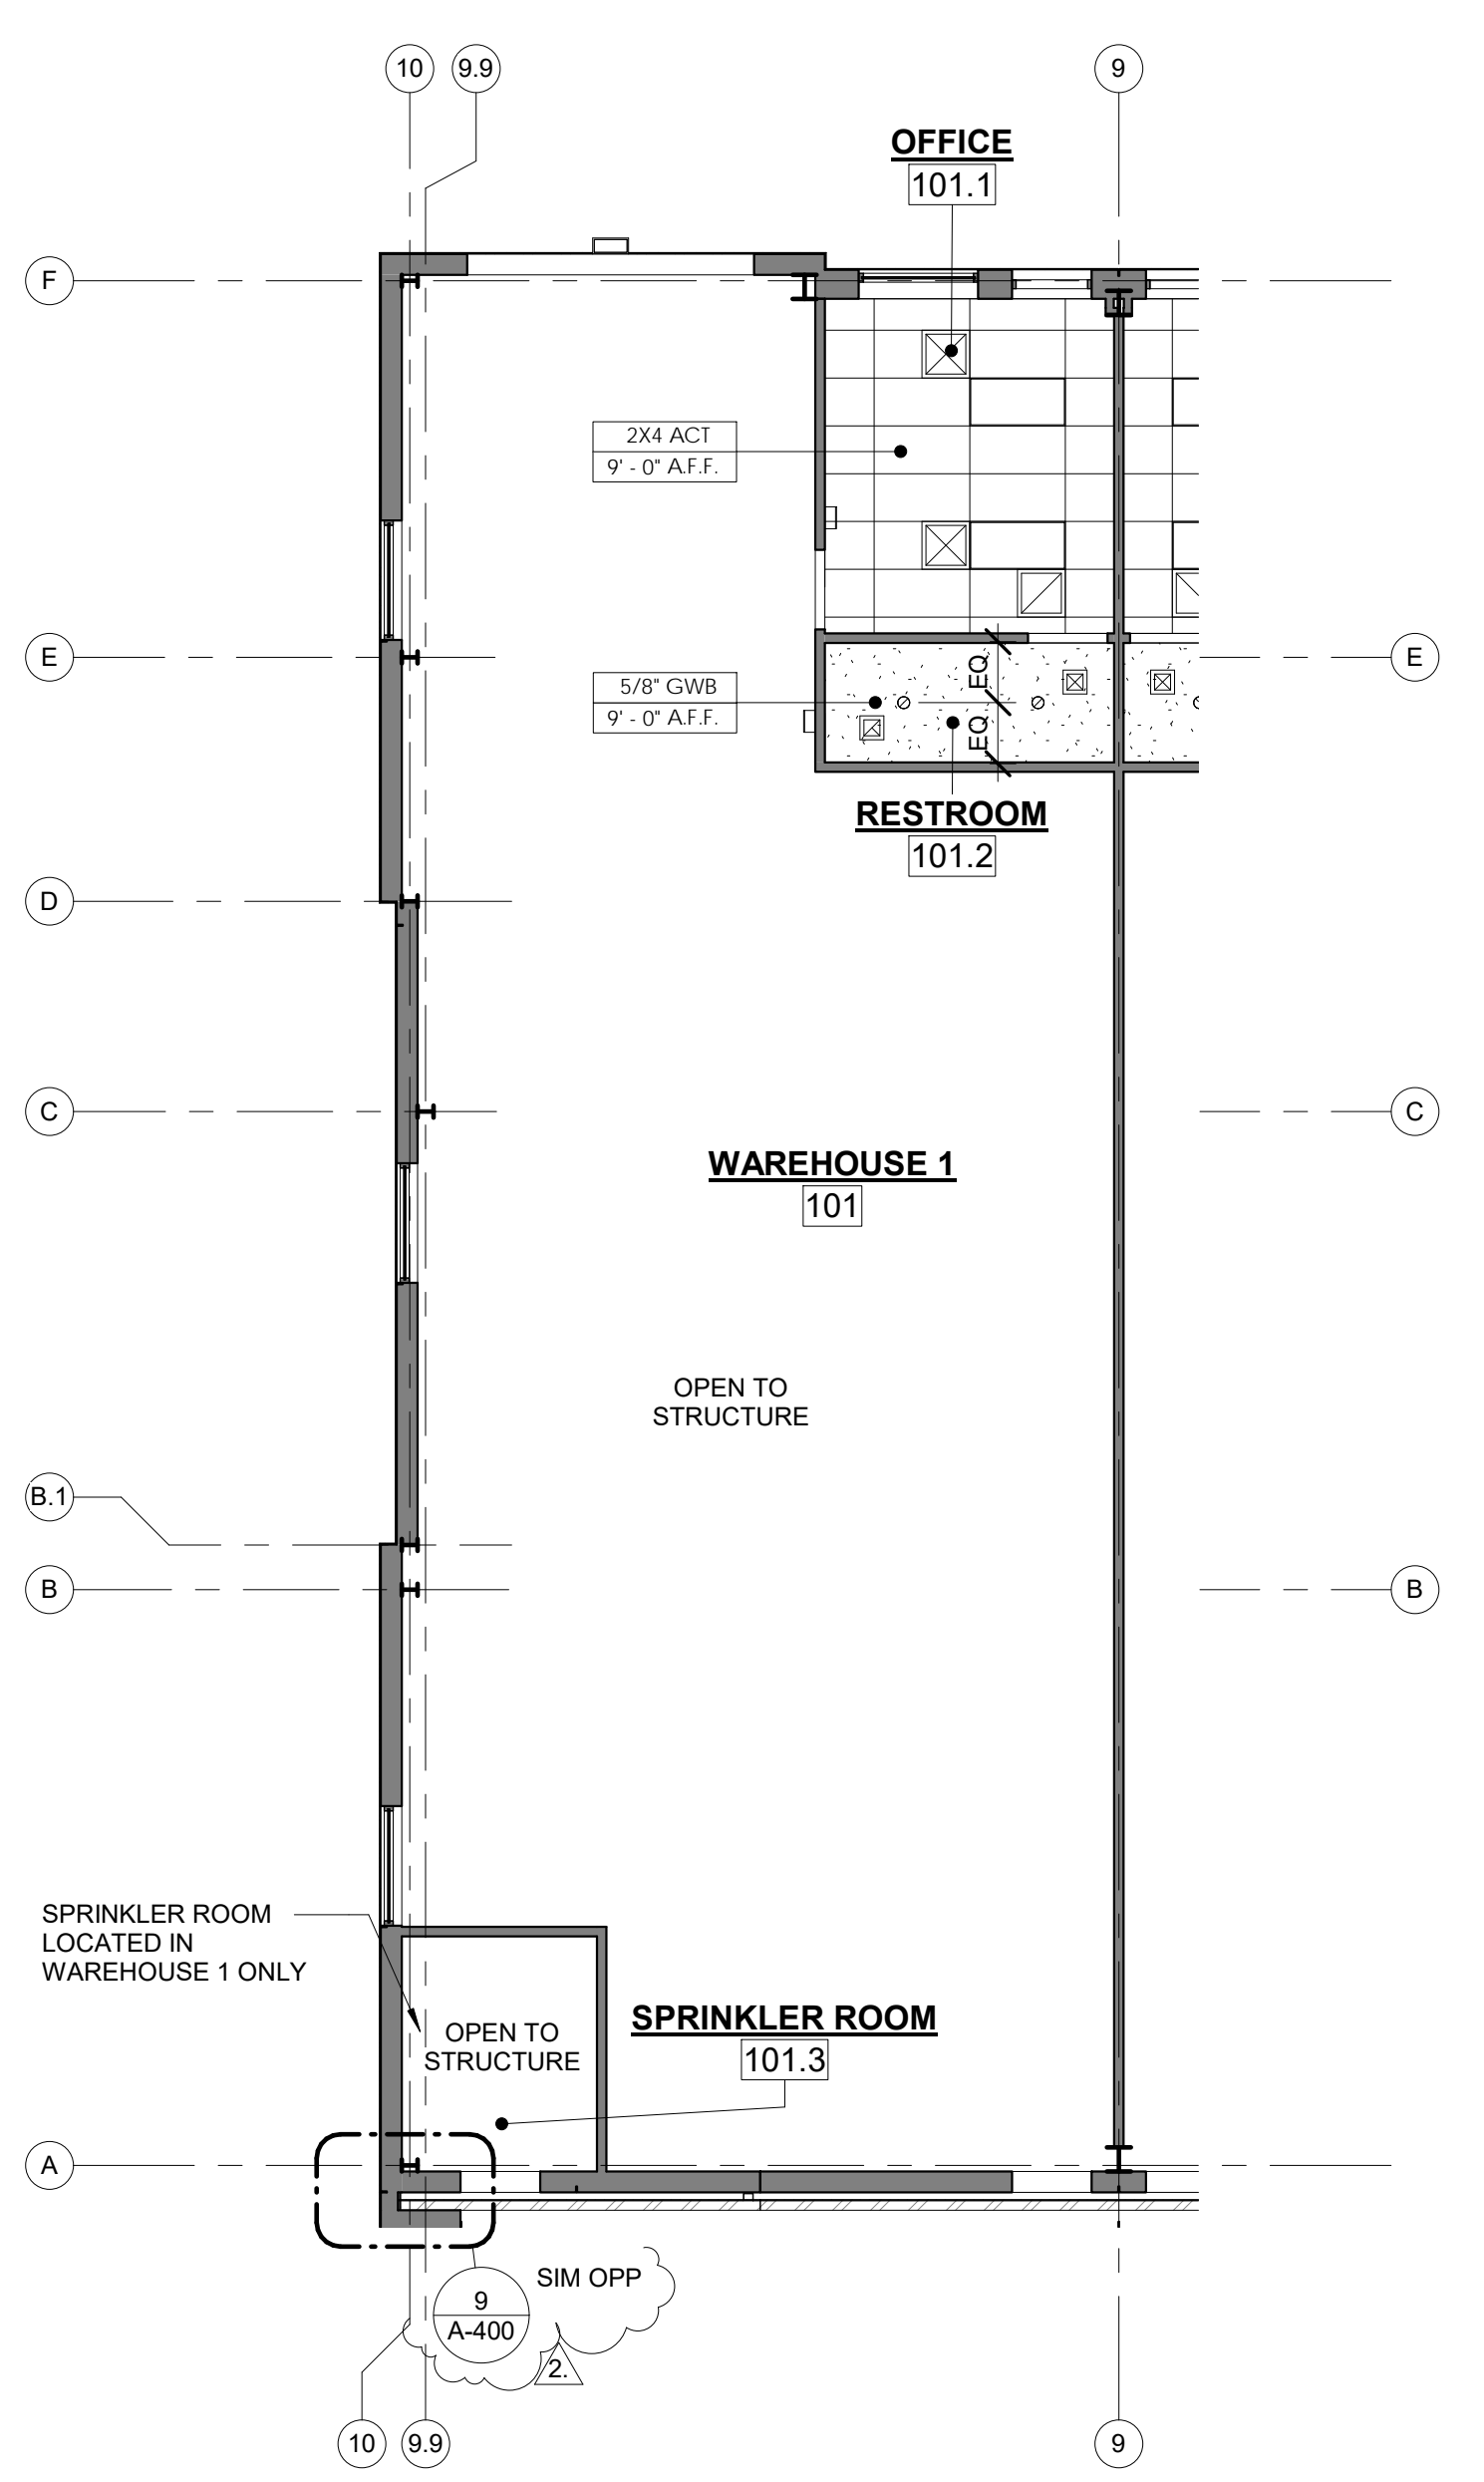 10
9.9
9
OFFICE
101.1
F
2X4 ACT
9' - 0" A.F.F.
E
E
5/8" GWB
9' - 0" A.F.F.
EQ
EQ
RESTROOM
101.2
D
C
C
WAREHOUSE 1
101
OPEN TO
STRUCTURE
B.1
B
B
SPRINKLER ROOM
LOCATED IN
WAREHOUSE 1 ONLY
OPEN TO
STRUCTURE
SPRINKLER ROOM
101.3
A
9
A-400
SIM OPP
2.
10
9.9
9